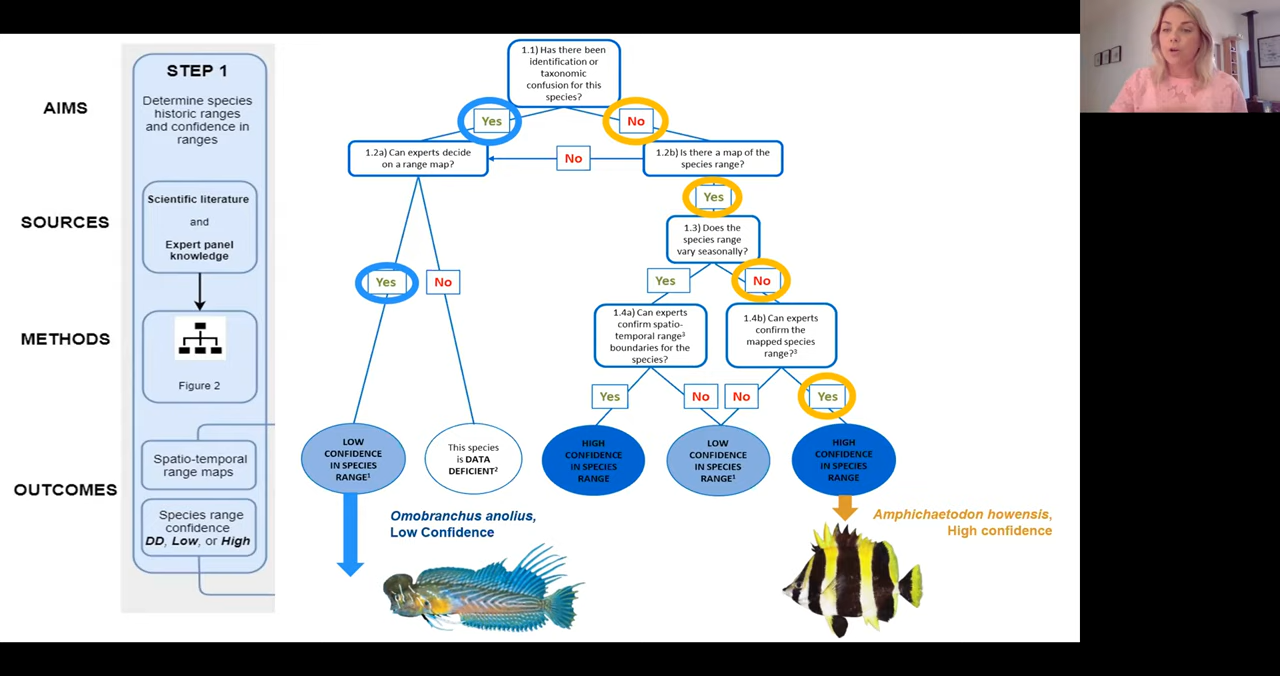 AIMS
SOURCES
METHODS
OUTCOMES
STEP 1
Determine species
historic ranges
and confidence in
ranges
Scientific literature
and
Expert panel
knowledge
Figure 2
Spatio-temporal
range maps
Species range
confidence
DD, Low, or High
1.1) Has there been
identification or
taxonomic
confusion for this
species?
Yes
No
1.2a) Can experts decide
on a range map?
No
1.2b) Is there a map of the
species range?
Yes
1.3) Does the
species range
vary seasonally?
Yes
No
Yes
No
1.4a) Can experts
confirm spatio-
temporal range³
boundaries for the
species?
1.4b) Can experts
confirm the
mapped species
range?³
Yes
No
No
Yes
LOW
CONFIDENCE
IN SPECIES
RANGE¹
This species
is DATA
DEFICIENT²
HIGH
CONFIDENCE
IN SPECIES
RANGE
LOW
CONFIDENCE
IN SPECIES
RANGE¹
HIGH
CONFIDENCE
IN SPECIES
RANGE
Omobranchus anolius,
Low Confidence
Amphichaetodon howensis,
High confidence